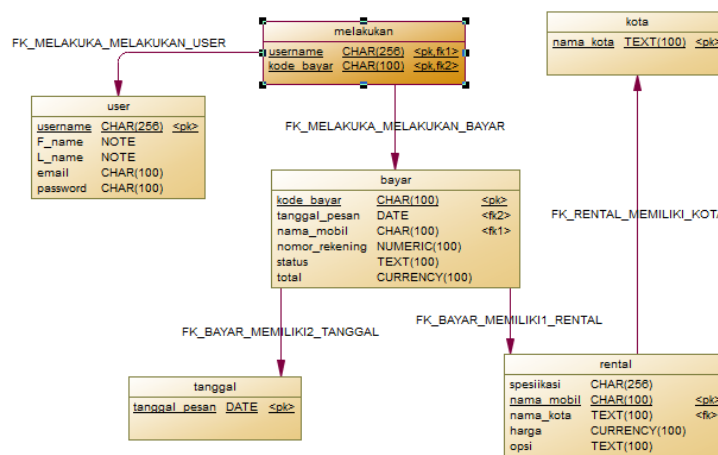 melakukan
username CHAR(256) <pk,fk1>
kode_bayar CHAR(100) <pk,fk2>
kota
nama_kota TEXT(100) <pk>
FK_MELAKUKA_MELAKUKAN_USER
user
username CHAR(256) <pk>
F_name NOTE
L_name NOTE
email CHAR(100)
password CHAR(100)
FK_MELAKUKA_MELAKUKAN_BAYAR
bayar
kode_bayar CHAR(100) <pk>
tanggal_pesan DATE <fk2>
nama_mobil CHAR(100) <fk1>
nomor_rekening NUMERIC(100)
status TEXT(100)
total CURRENCY(100)
FK_RENTAL_MEMILIKI_KOTA
FK_BAYAR_MEMILIKI2_TANGGAL
FK_BAYAR_MEMILIKI1_RENTAL
tanggal
tanggal_pesan DATE <pk>
rental
spesiikasi CHAR(256)
nama_mobil CHAR(100) <pk>
nama_kota TEXT(100) <fk>
harga CURRENCY(100)
opsi TEXT(100)